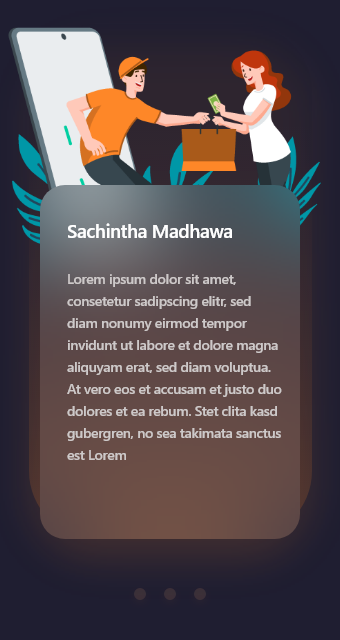 Sachintha Madhawa
Lorem ipsum dolor sit amet,
consetetur sadipscing elitr, sed
diam nonumy eirmod tempor
invidunt ut labore et dolore magna
aliquyam erat, sed diam voluptua.
At vero eos et accusam et justo duo
dolores et ea rebum. Stet clita kasd
gubergren, no sea takimata sanctus
est Lorem